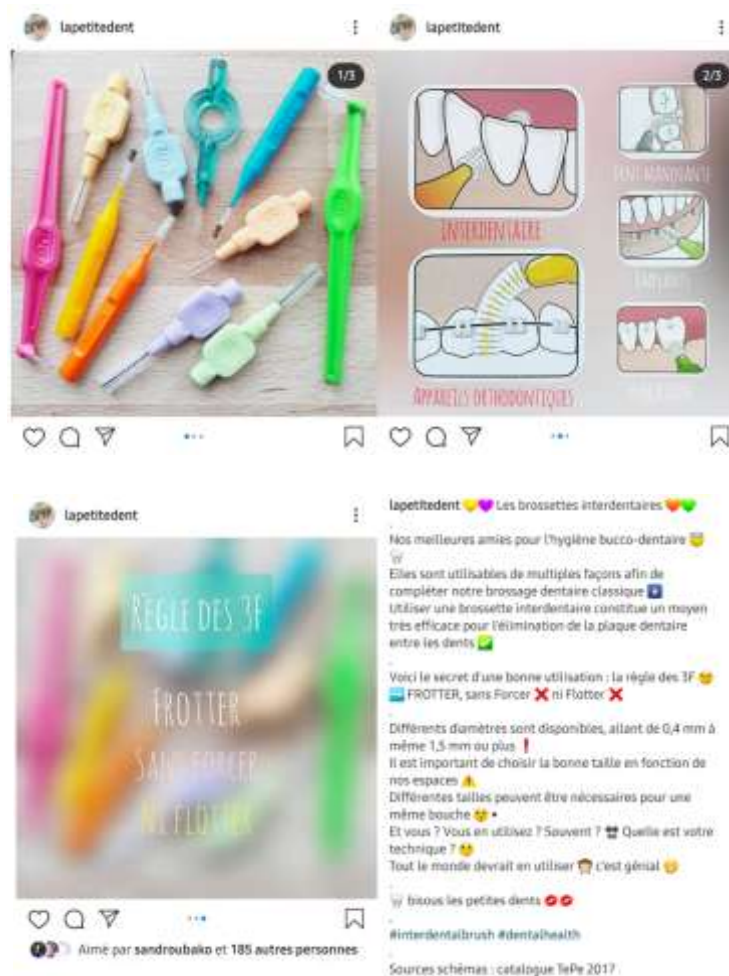 lapetitedent
1/3
lapetitedent
2/3
INTERDENTAIRE
DENT MANQUANTE
IMPLANTS
APPAREILS ORTHODONTIQUES
lapetitedent
RÈGLE DES 3F
FROTTER
SANS FORCER
NI FLOTTER
Aimé par sandroubako et 185 autres personnes
lapetitedent 💛💜 Les brossettes interdentaires 🧡💚
.
Nos meilleures amies pour l'hygiène bucco-dentaire 😇
🦷
Elles sont utilisables de multiples façons afin de
compléter notre brossage dentaire classique
Utiliser une brossette interdentaire constitue un moyen
très efficace pour l'élimination de la plaque dentaire
entre les dents ✅
.
Voici le secret d'une bonne utilisation : la règle des 3F
FROTTER, sans Forcer ❌ ni Flotter ❌
.
Différents diamètres sont disponibles, allant de 0,4 mm à
même 1,5 mm ou plus ❗
Il est important de choisir la bonne taille en fonction de
nos espaces ⚠️
Différentes tailles peuvent être nécessaires pour une
même bouche
Et vous ? Vous en utilisez ? Souvent ? Quelle est votre
technique ?
Tout le monde devrait en utiliser c'est génial
.
🦷 bisous les petites dents 💋💋
.
#interdentalbrush #dentalhealth
.
Sources schémas : catalogue TePe 2017